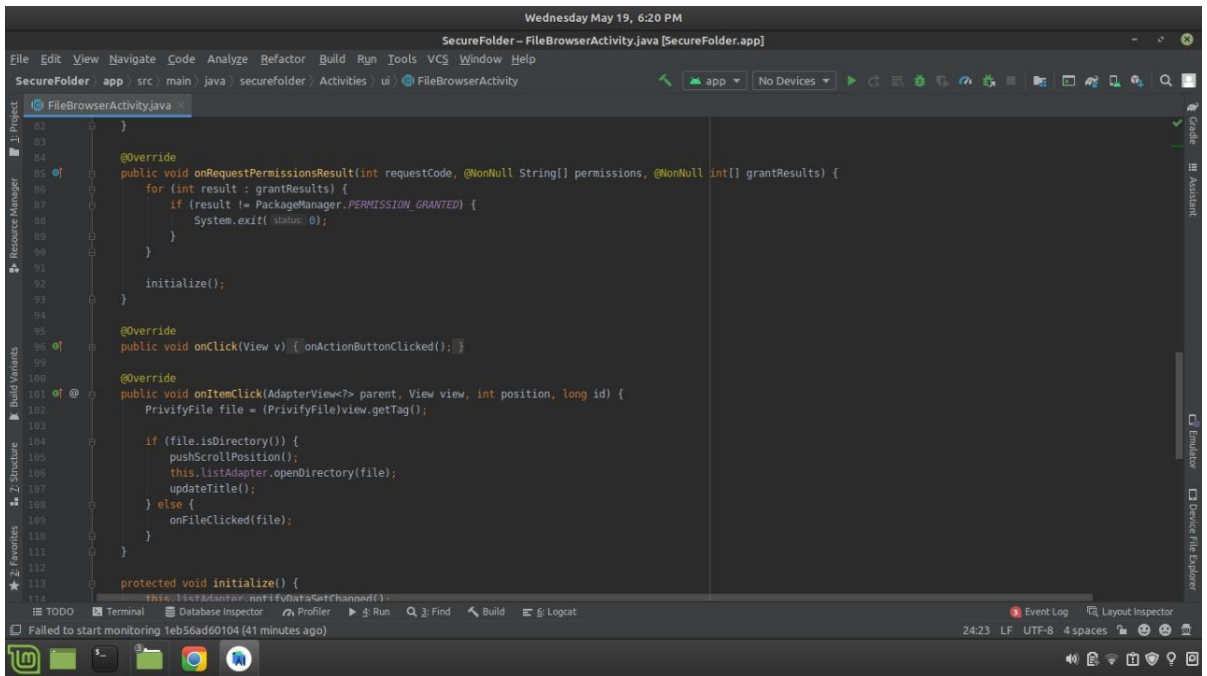 Wednesday May 19, 6:20 PM
SecureFolder – FileBrowserActivity.java [SecureFolder.app]
File Edit View Navigate Code Analyze Refactor Build Run Tools VCS Window Help
SecureFolder app src main java securefolder Activities ui FileBrowserActivity app No Devices
FileBrowserActivity.java
1: Project
Resource Manager
Build Variants
7: Structure
2: Favorites
82 }
83
84 @Override
85 public void onRequestPermissionsResult(int requestCode, @NonNull String[] permissions, @NonNull int[] grantResults) {
86 for (int result : grantResults) {
87 if (result != PackageManager.PERMISSION_GRANTED) {
88 System.exit( status: 0);
89 }
90 }
91
92 initialize();
93 }
94
95 @Override
96 public void onClick(View v) { onActionButtonClicked(); }
99
100 @Override
101 @ public void onItemClick(AdapterView<?> parent, View view, int position, long id) {
102 PrivifyFile file = (PrivifyFile)view.getTag();
103
104 if (file.isDirectory()) {
105 pushScrollPosition();
106 this.listAdapter.openDirectory(file);
107 updateTitle();
108 } else {
109 onFileClicked(file);
110 }
111 }
112
113 protected void initialize() {
114 this.listAdapter.notifyDataSetChanged();
Gradle
Assistant
Emulator
Device File Explorer
TODO Terminal Database Inspector Profiler 4: Run 3: Find Build 6: Logcat 3 Event Log Layout Inspector
Failed to start monitoring 1eb56ad60104 (41 minutes ago) 24:23 LF UTF-8 4 spaces
3